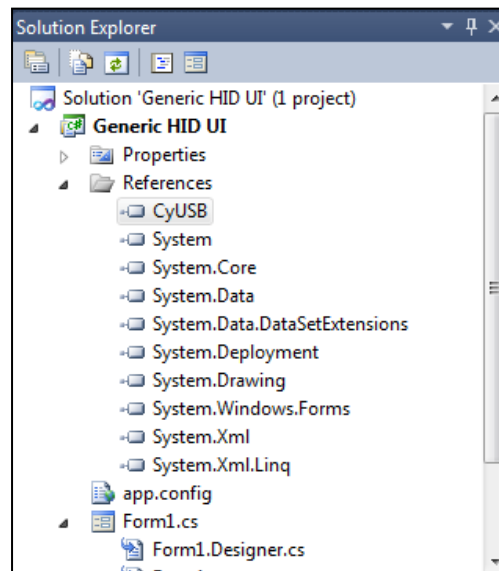 Solution Explorer
Solution 'Generic HID UI' (1 project)
Generic HID UI
Properties
References
CyUSB
System
System.Core
System.Data
System.Data.DataSetExtensions
System.Deployment
System.Drawing
System.Windows.Forms
System.Xml
System.Xml.Linq
app.config
Form1.cs
Form1.Designer.cs